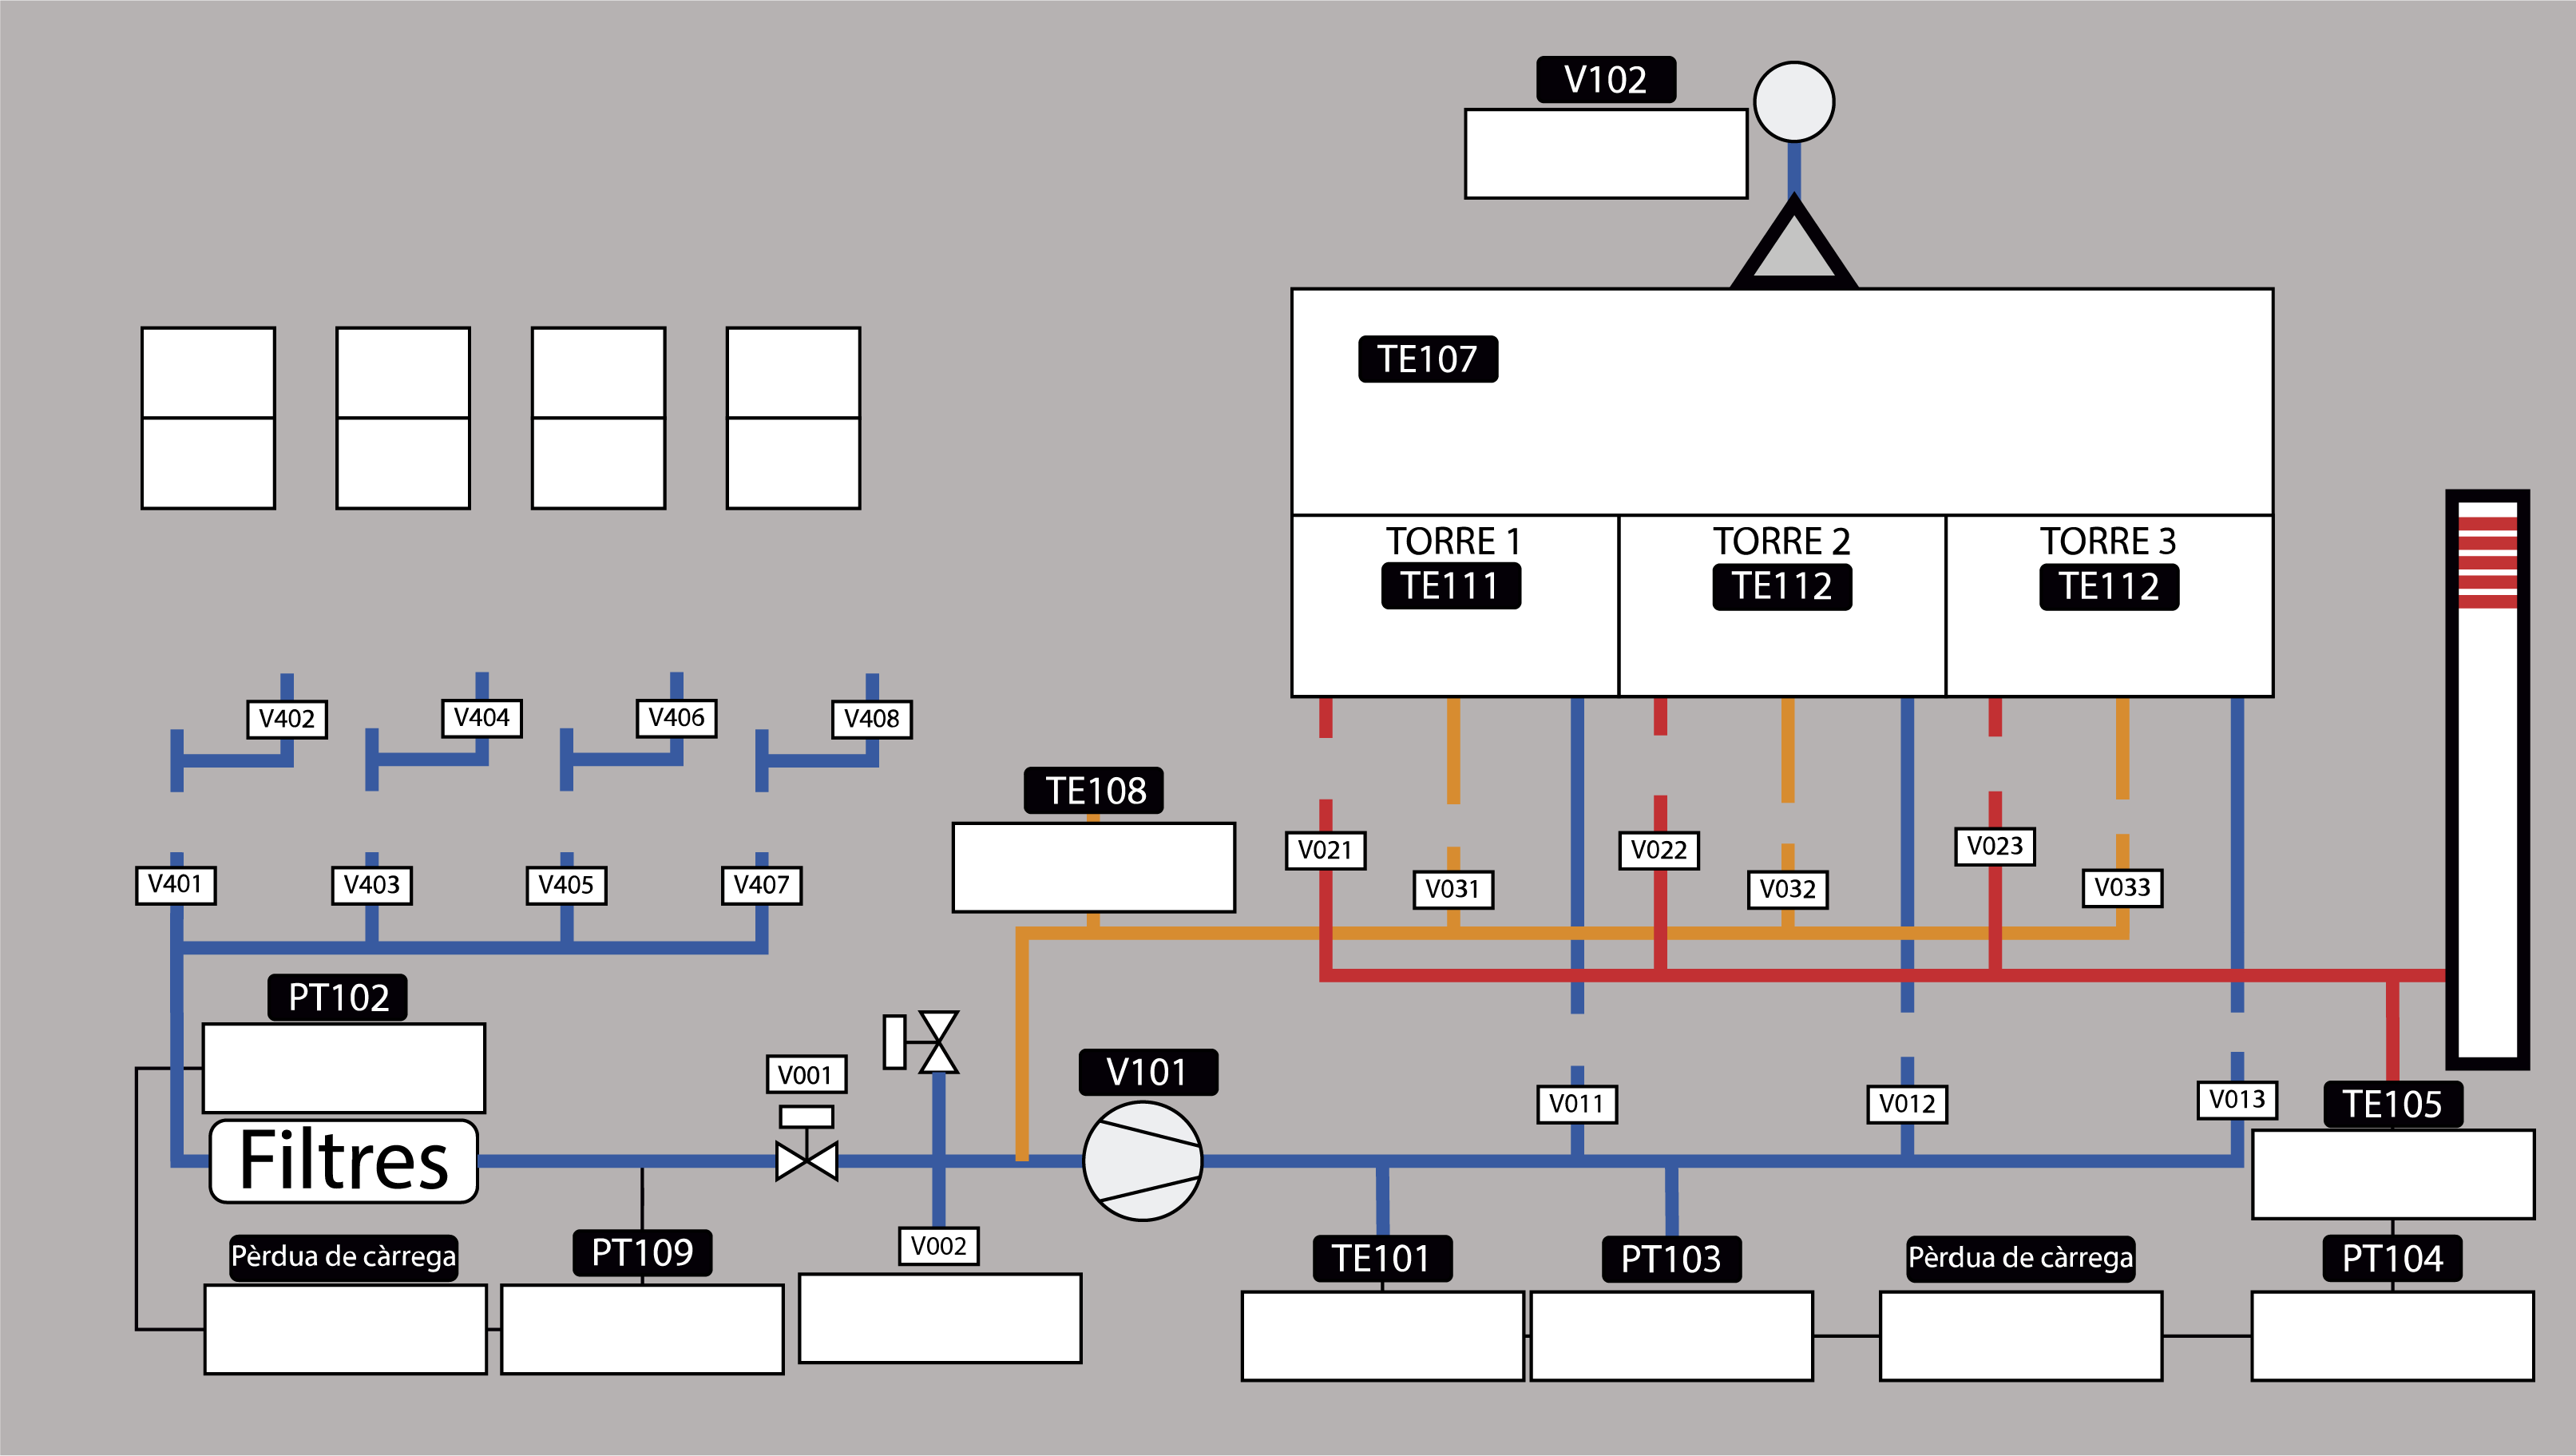 V102
TE107
TORRE 1
TORRE 2
TORRE 3
TE111
TE112
TE112
V402
V404
V406
V408
TE108
V021
V022
V023
V401
V403
V405
V407
V031
V032
V033
PT102
V001
V101
V011
V012
V013
TE105
Filtres
Pèrdua de càrrega
PT109
V002
TE101
PT103
Pèrdua de càrrega
PT104